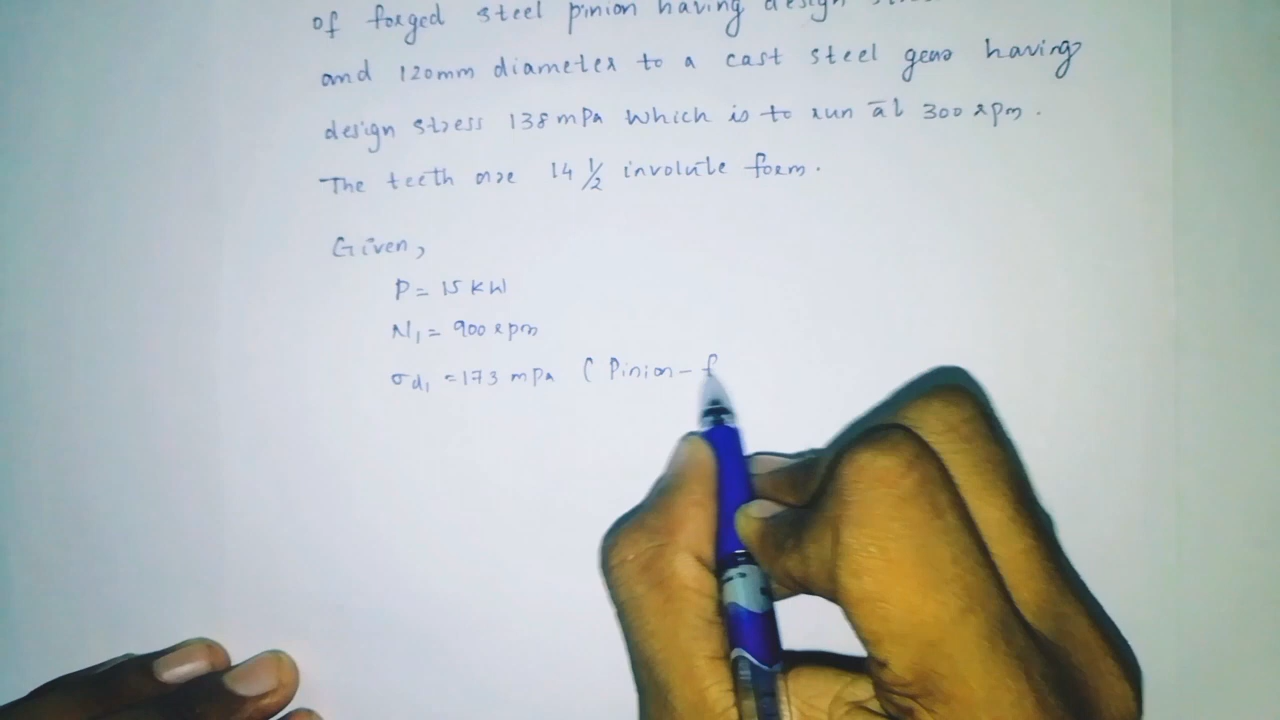 of forged steel pinion having design
and 120mm diameter to a cast steel gear having
design stress 138 mPa which is to run at 300 rpm.
The teeth are 14 1/2 involute form.
Given,
P = 15 KW
N1 = 900 rpm
σd1 = 173 mPa ( Pinion - f